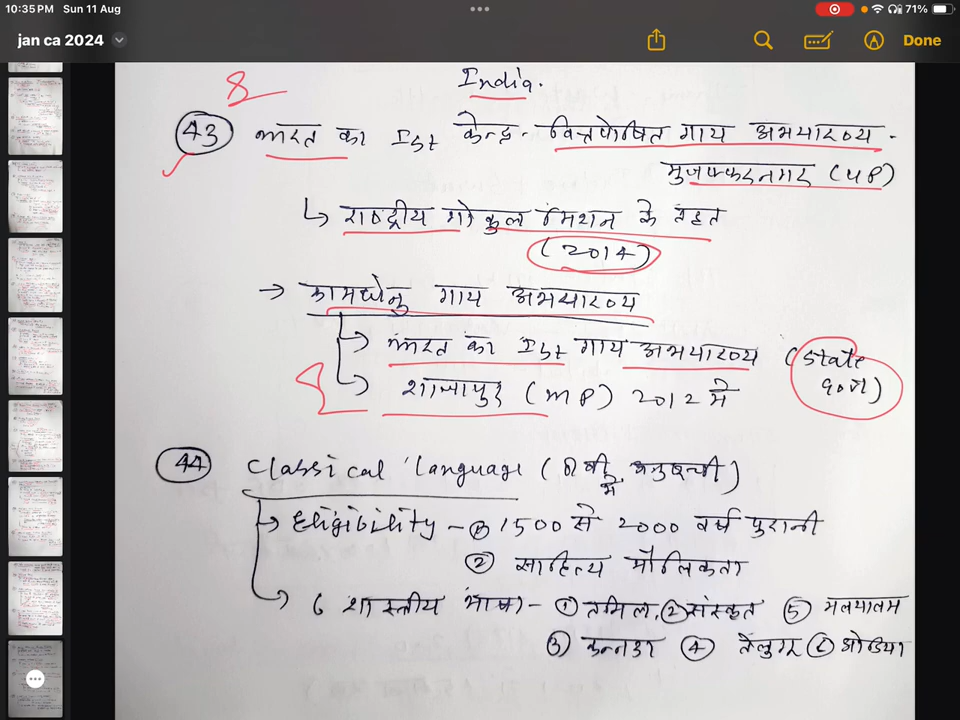 10:35 PM Sun 11 Aug
71%
jan ca 2024
Done
8
India.
43 भारत का Ist केन्द्र. वित्तपोषित गाय अभयारण्य.
मुजफ्फरनगर (UP)
↳ राष्ट्रीय गोकुल मिशन के तहत
(2014)
→ कामधेनु गाय अभयारण्य
→ भारत का Ist गाय अभयारण्य (State
govt)
→ शाजापुर (MP) 2012 में
44 Classical Language (8 वीं अनुसूची)
में
→ Eligibility - ① 1500 से 2000 वर्ष पुरानी
② साहित्य मौलिकता
→ 6 शास्त्रीय भाषा - ① तमिल, ② संस्कृत ⑤ मलयालम
③ कन्नडा ④ तेलुगु ⑥ ओडिया